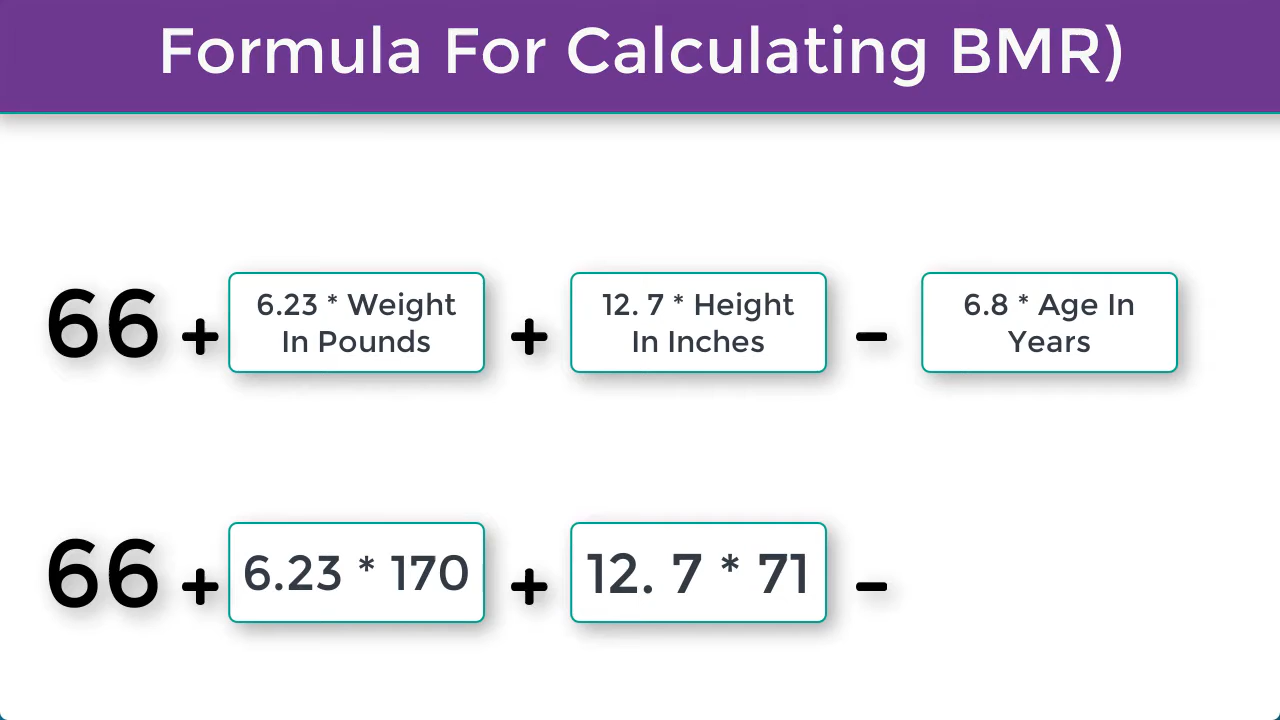 Formula For Calculating BMR)
66 + 6.23 * Weight In Pounds + 12. 7 * Height In Inches - 6.8 * Age In Years
66 + 6.23 * 170 + 12. 7 * 71 -